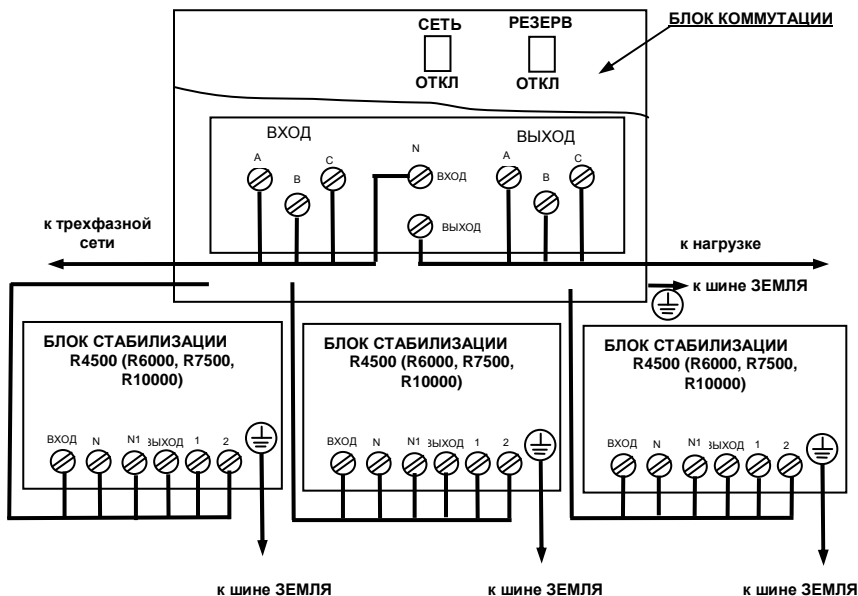 СЕТЬ
РЕЗЕРВ
БЛОК КОММУТАЦИИ
ОТКЛ
ОТКЛ
ВХОД
ВЫХОД
A
B
C
N
ВХОД
ВЫХОД
A
B
C
к трехфазной
сети
к нагрузке
к шине ЗЕМЛЯ
БЛОК СТАБИЛИЗАЦИИ
R4500 (R6000, R7500,
R10000)
ВХОД N N1 ЗЫХОД 1 2
к шине ЗЕМЛЯ
БЛОК СТАБИЛИЗАЦИИ
R4500 (R6000, R7500,
R10000)
ВХОД N N1 ВЫХОД 1 2
к шине ЗЕМЛЯ
БЛОК СТАБИЛИЗАЦИИ
R4500 (R6000, R7500,
R10000)
ВХОД N N1 ЗЫХОД 1 2
к шине ЗЕМЛЯ